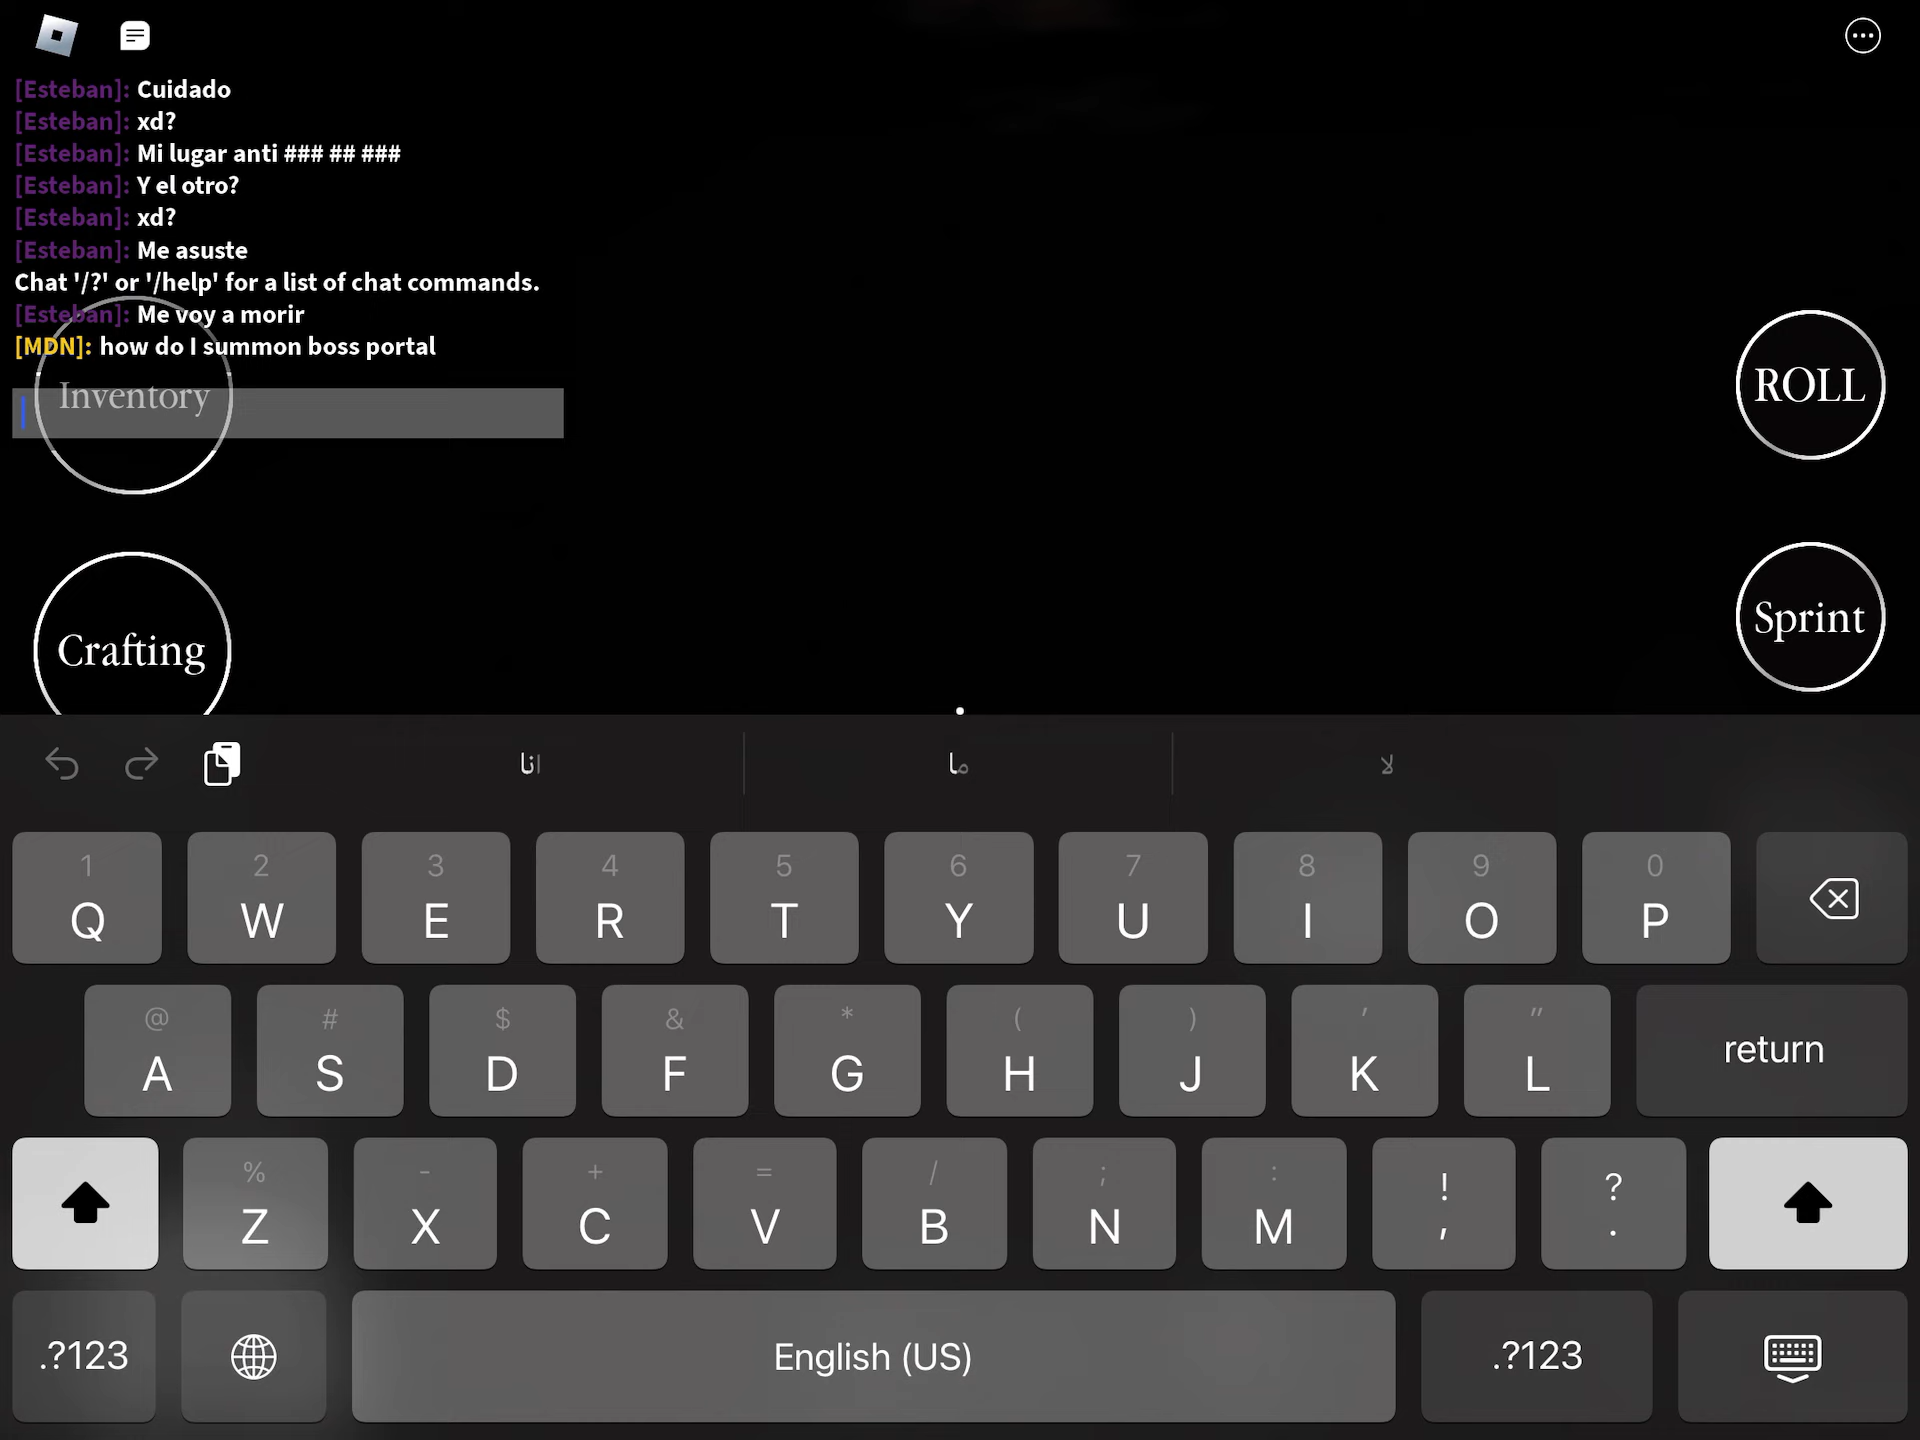 [Esteban]: Cuidado
[Esteban]: xd?
[Esteban]: Mi lugar anti ### ## ###
[Esteban]: Y el otro?
[Esteban]: xd?
[Esteban]: Me asuste
Chat '/?' or '/help' for a list of chat commands.
[Esteban]: Me voy a morir
[MDN]: how do I summon boss portal
Inventory
ROLL
Crafting
Sprint
انا ما لا
1 2 3 4 5 6 7 8 9 0
Q W E R T Y U I O P
@ # $ & * ( ) ' "
A S D F G H J K L return
% - + = / ; : ! ?
Z X C V B N M , .
.?123 English (US) .?123